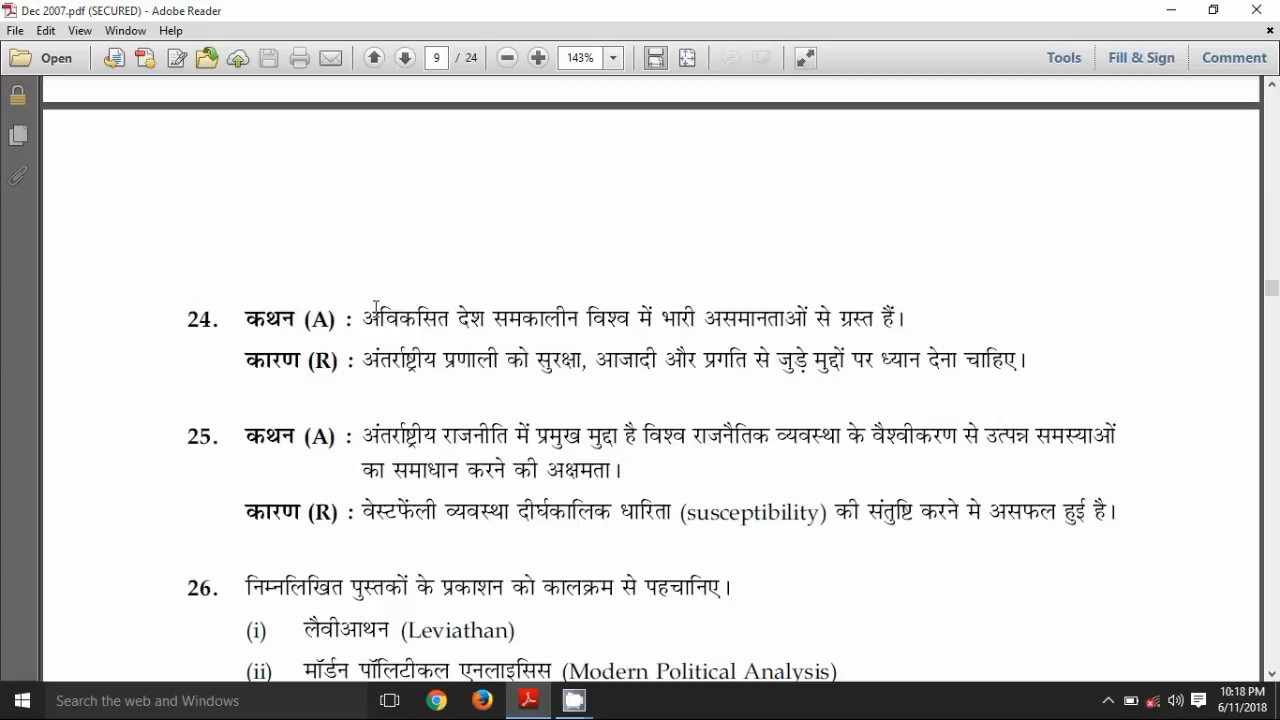 Dec 2007.pdf (SECURED) - Adobe Reader
File Edit View Window Help
Open 9 / 24 143% Tools Fill & Sign Comment
24. कथन (A) : अविकसित देश समकालीन विश्व में भारी असमानताओं से ग्रस्त हैं।
कारण (R) : अंतर्राष्ट्रीय प्रणाली को सुरक्षा, आजादी और प्रगति से जुड़े मुद्दों पर ध्यान देना चाहिए।
25. कथन (A) : अंतर्राष्ट्रीय राजनीति में प्रमुख मुद्दा है विश्व राजनैतिक व्यवस्था के वैश्वीकरण से उत्पन्न समस्याओं
का समाधान करने की अक्षमता।
कारण (R) : वेस्टफेंली व्यवस्था दीर्घकालिक धारिता (susceptibility) की संतुष्टि करने मे असफल हुई है।
26. निम्नलिखित पुस्तकों के प्रकाशन को कालक्रम से पहचानिए।
(i) लैवीआथन (Leviathan)
(ii) मॉर्डन पॉलिटीकल एनलाइसिस (Modern Political Analysis)
Search the web and Windows
10:18 PM
6/11/2018